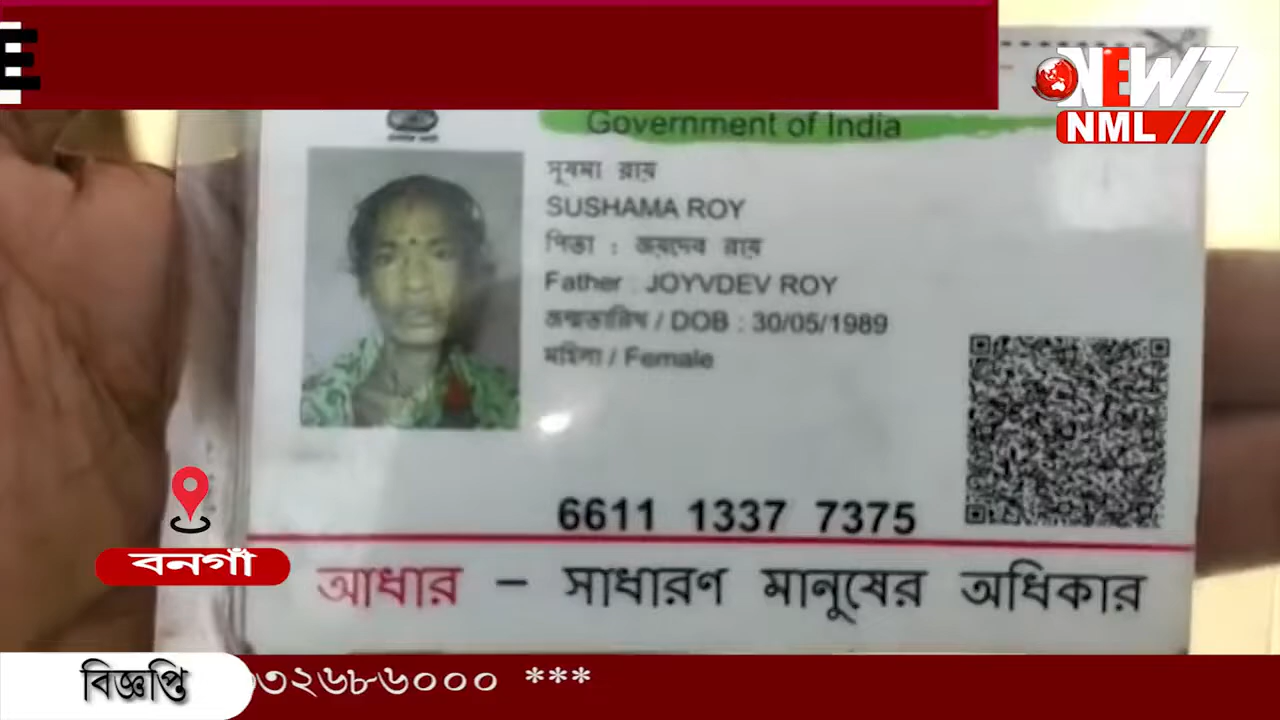 E
NEWZ
NML
Government of India
সুষমা রায়
SUSHAMA ROY
পিতা : জয়দেব রায়
Father : JOYVDEV ROY
জন্মতারিখ / DOB : 30/05/1989
মহিলা / Female
6611 1337 7375
বনগাঁ
আধার – সাধারণ মানুষের অধিকার
বিজ্ঞপ্তি
৩২৬৮৬০০০ ***